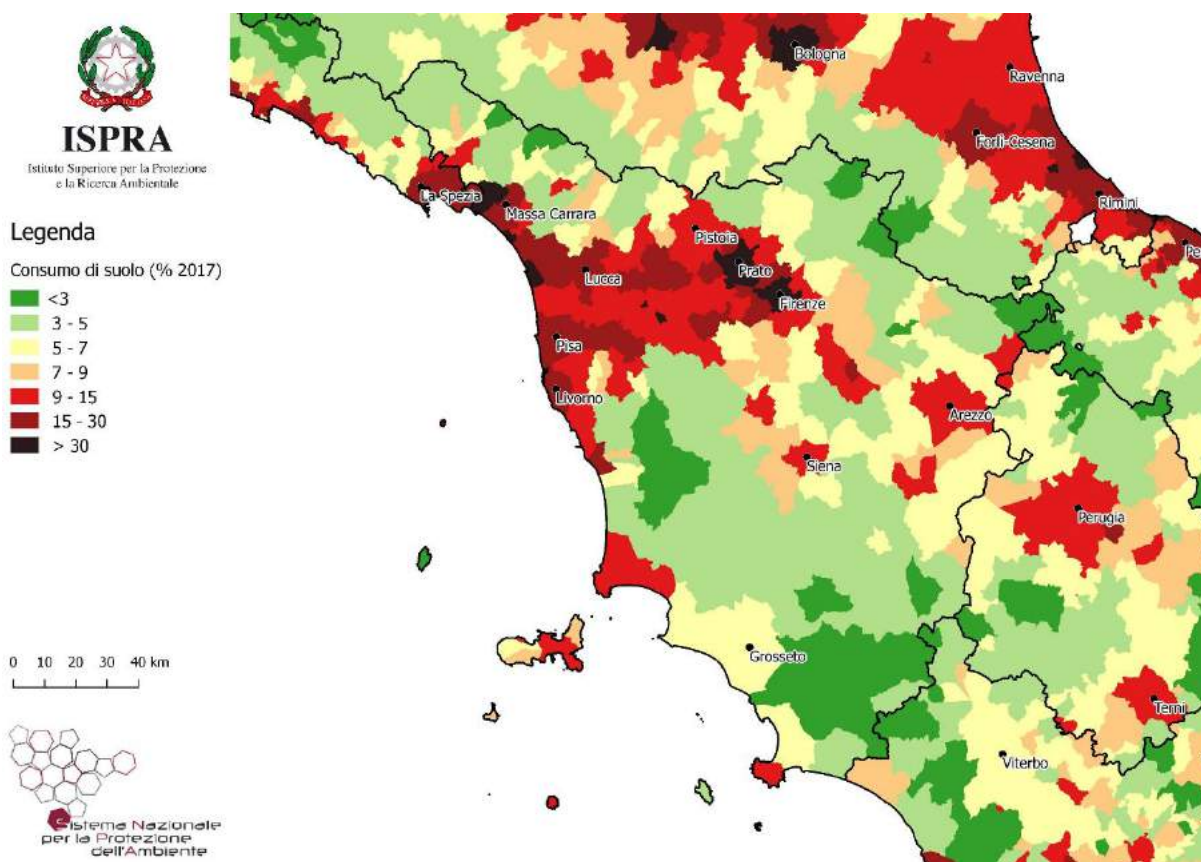 ISPRA
Istituto Superiore per la Protezione
e la Ricerca Ambientale
Legenda
Consumo di suolo (% 2017)
<3
3 - 5
5 - 7
7 - 9
9 - 15
15 - 30
> 30
0 10 20 40 km
Sistema Nazionale
per la Protezione
dell'Ambiente
Bologna
Ravenna
Forlì-Cesena
Rimini
Pe
La Spezia
Massa Carrara
Pistoia
Prato
Lucca
Firenze
Pisa
Livorno
Arezzo
Siena
Perugia
Grosseto
Terni
Viterbo